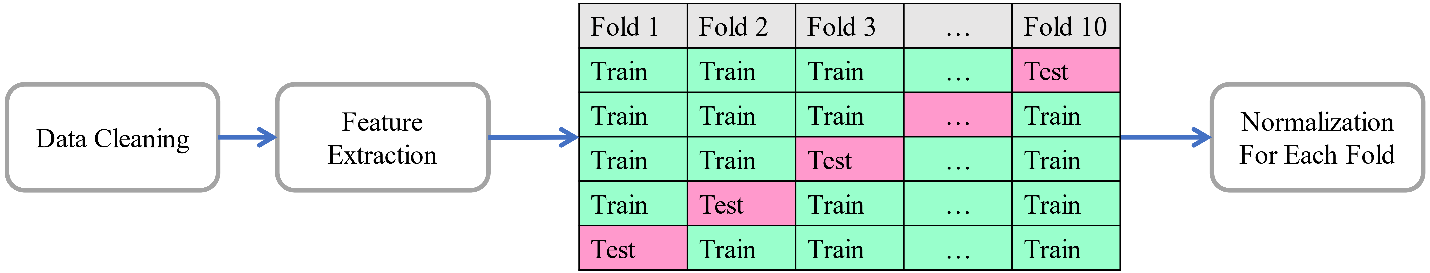 Data Cleaning
Feature
Extraction
Fold 1 Fold 2 Fold 3 ... Fold 10
Train Train Train ... Test
Train Train Train ... Train
Train Train Test ... Train
Train Test Train ... Train
Test Train Train ... Train
Normalization
For Each Fold